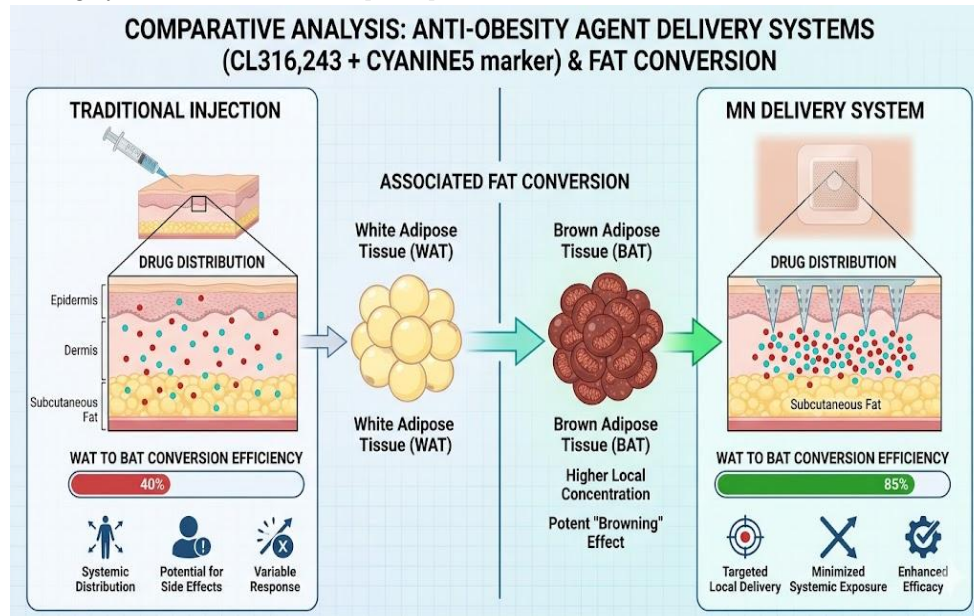 COMPARATIVE ANALYSIS: ANTI-OBESITY AGENT DELIVERY SYSTEMS
(CL316,243 + CYANINE5 marker) & FAT CONVERSION
TRADITIONAL INJECTION
DRUG DISTRIBUTION
Epidermis
Dermis
Subcutaneous
Fat
WAT TO BAT CONVERSION EFFICIENCY
40%
Systemic
Distribution
Potential for
Side Effects
Variable
Response
ASSOCIATED FAT CONVERSION
White Adipose
Tissue (WAT)
White Adipose
Tissue (WAT)
Brown Adipose
Tissue (BAT)
Brown Adipose
Tissue (BAT)
Higher Local
Concentration
Potent "Browning"
Effect
MN DELIVERY SYSTEM
DRUG DISTRIBUTION
Subcutaneous Fat
WAT TO BAT CONVERSION EFFICIENCY
85%
Targeted
Local Delivery
Minimized
Systemic Exposure
Enhanced
Efficacy